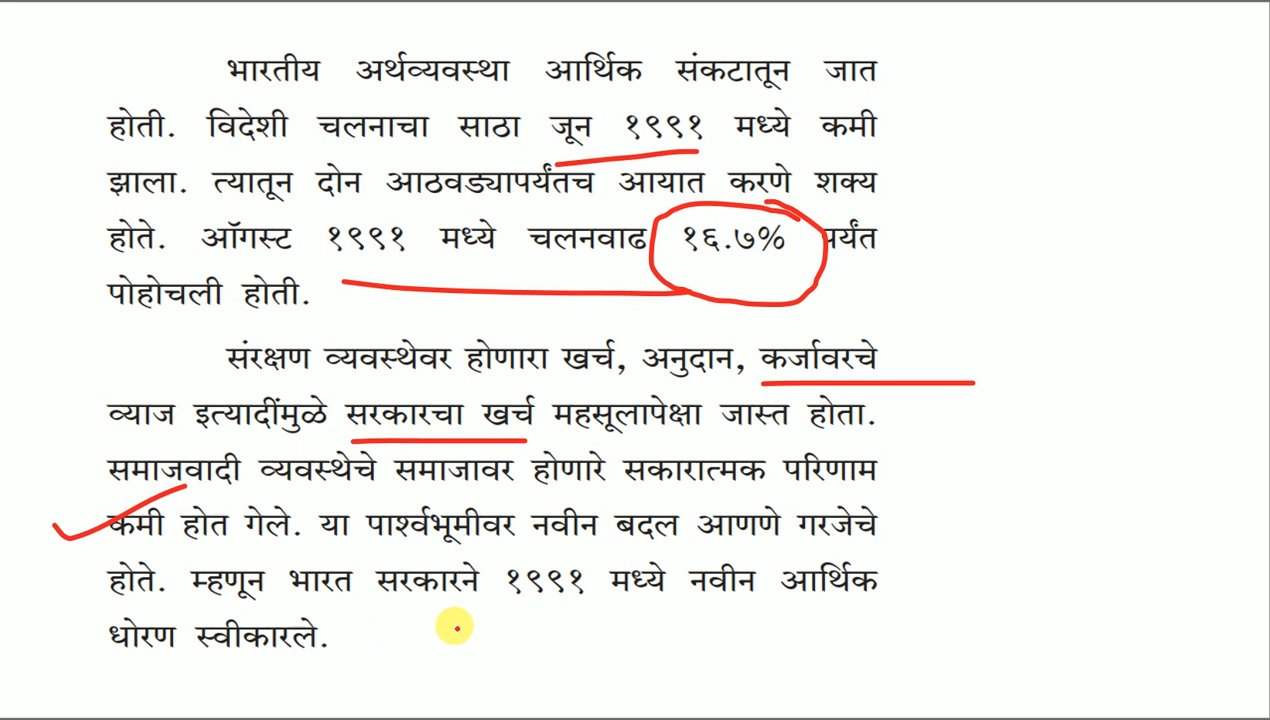 भारतीय अर्थव्यवस्था आर्थिक संकटातून जात
होती. विदेशी चलनाचा साठा जून १९९१ मध्ये कमी
झाला. त्यातून दोन आठवड्यापर्यंतच आयात करणे शक्य
होते. ऑगस्ट १९९१ मध्ये चलनवाढ १६.७% पर्यंत
पोहोचली होती.
संरक्षण व्यवस्थेवर होणारा खर्च, अनुदान, कर्जावरचे
व्याज इत्यादींमुळे सरकारचा खर्च महसूलापेक्षा जास्त होता.
समाजवादी व्यवस्थेचे समाजावर होणारे सकारात्मक परिणाम
कमी होत गेले. या पार्श्वभूमीवर नवीन बदल आणणे गरजेचे
होते. म्हणून भारत सरकारने १९९१ मध्ये नवीन आर्थिक
धोरण स्वीकारले.